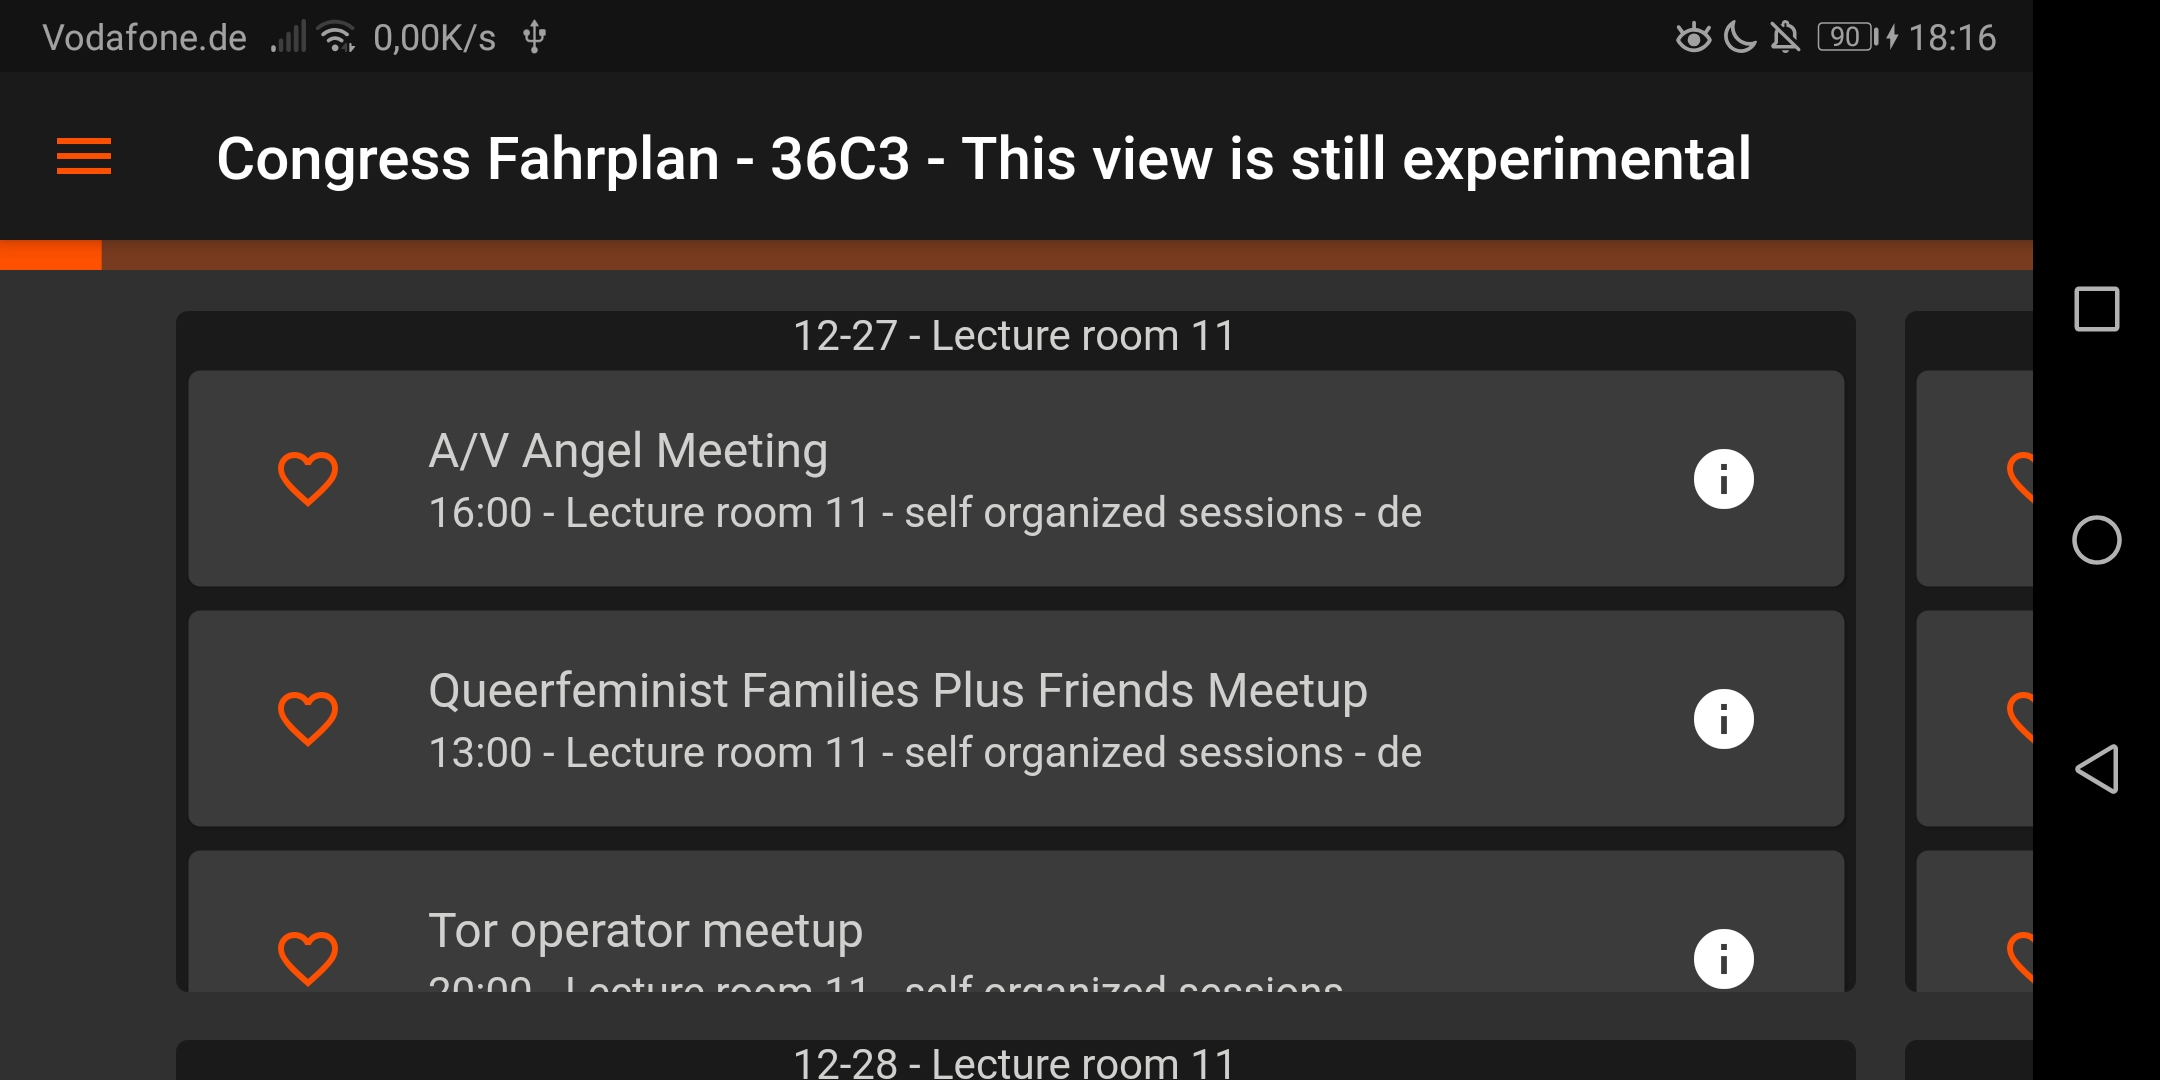 Vodafone.de 0,00K/s 90 18:16
Congress Fahrplan - 36C3 - This view is still experimental
12-27 - Lecture room 11
A/V Angel Meeting
16:00 - Lecture room 11 - self organized sessions - de
Queerfeminist Families Plus Friends Meetup
13:00 - Lecture room 11 - self organized sessions - de
Tor operator meetup
20:00 - Lecture room 11 - self organized sessions -
12-28 - Lecture room 11